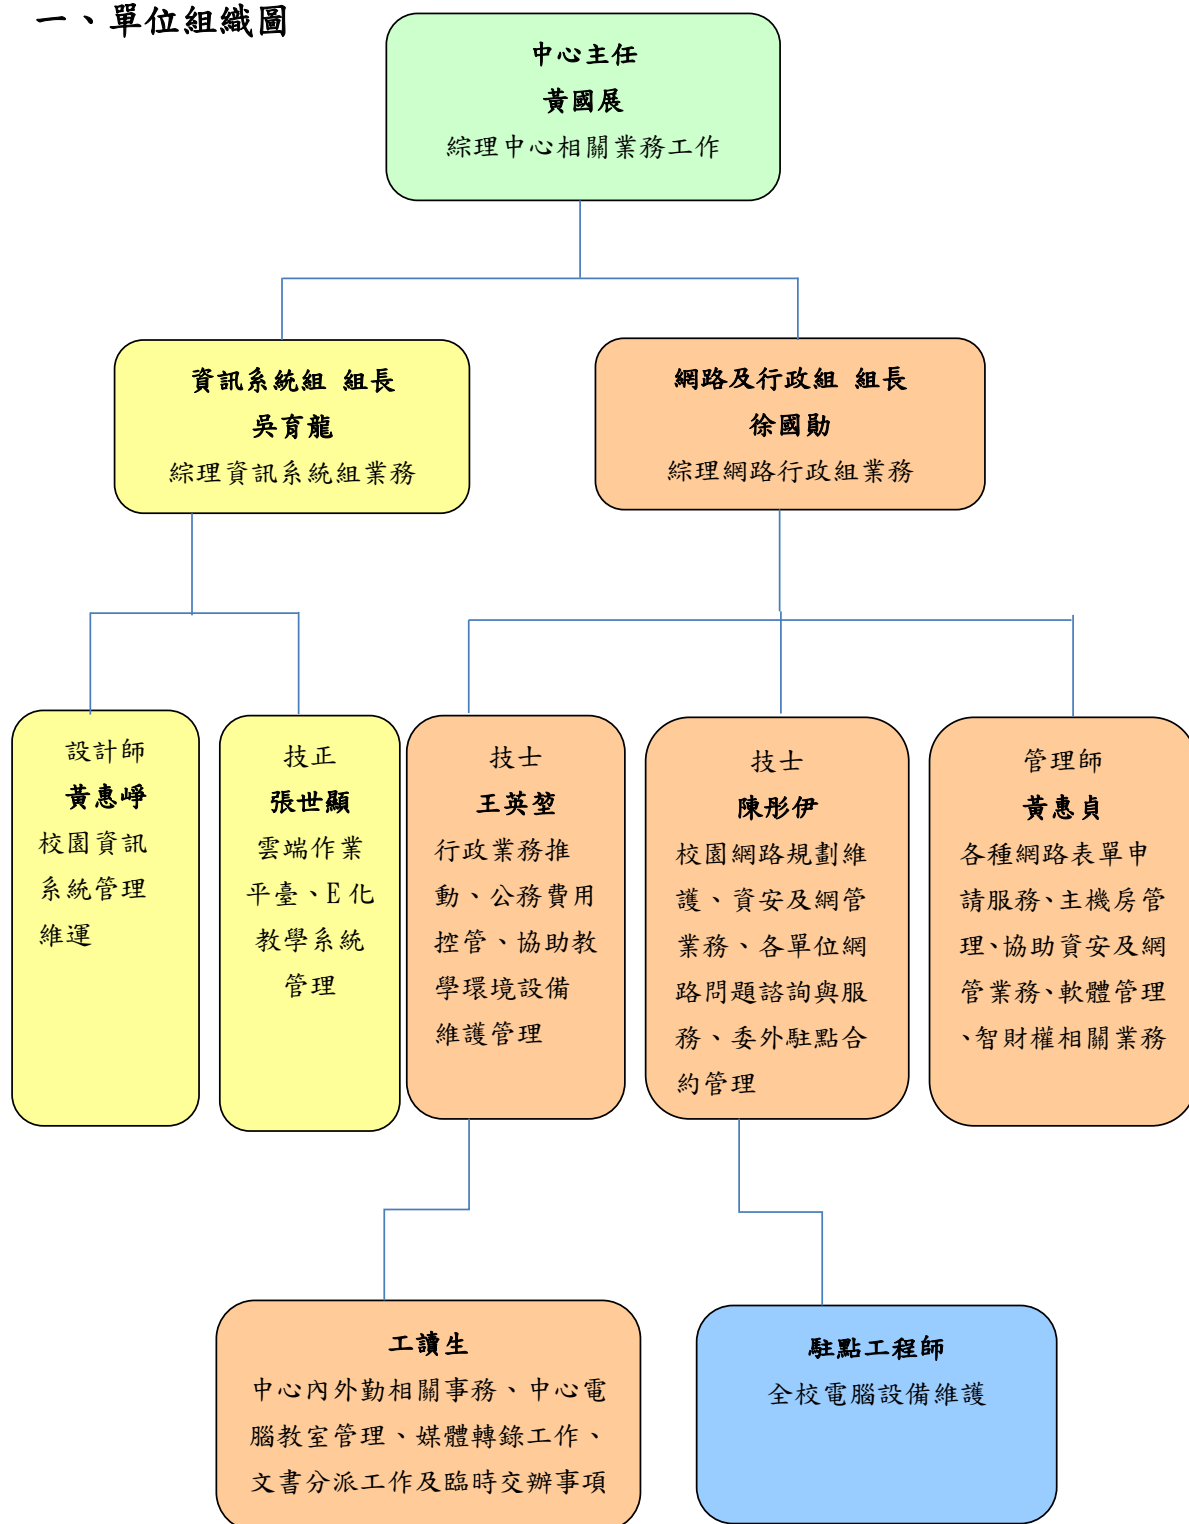 一、單位組織圖
中心主任
黃國展
綜理中心相關業務工作
資訊系統組 組長
吳育龍
綜理資訊系統組業務
網路及行政組 組長
徐國勛
綜理網路行政組業務
設計師
黃惠崢
校園資訊
系統管理
維運
技正
張世顯
雲端作業
平臺、E 化
教學系統
管理
技士
王英堃
行政業務推
動、公務費用
控管、協助教
學環境設備
維護管理
技士
陳彤伊
校園網路規劃維
護、資安及網管
業務、各單位網
路問題諮詢與服
務、委外駐點合
約管理
管理師
黃惠貞
各種網路表單申
請服務、主機房管
理、協助資安及網
管業務、軟體管理
、智財權相關業務
工讀生
中心內外勤相關事務、中心電
腦教室管理、媒體轉錄工作、
文書分派工作及臨時交辦事項
駐點工程師
全校電腦設備維護